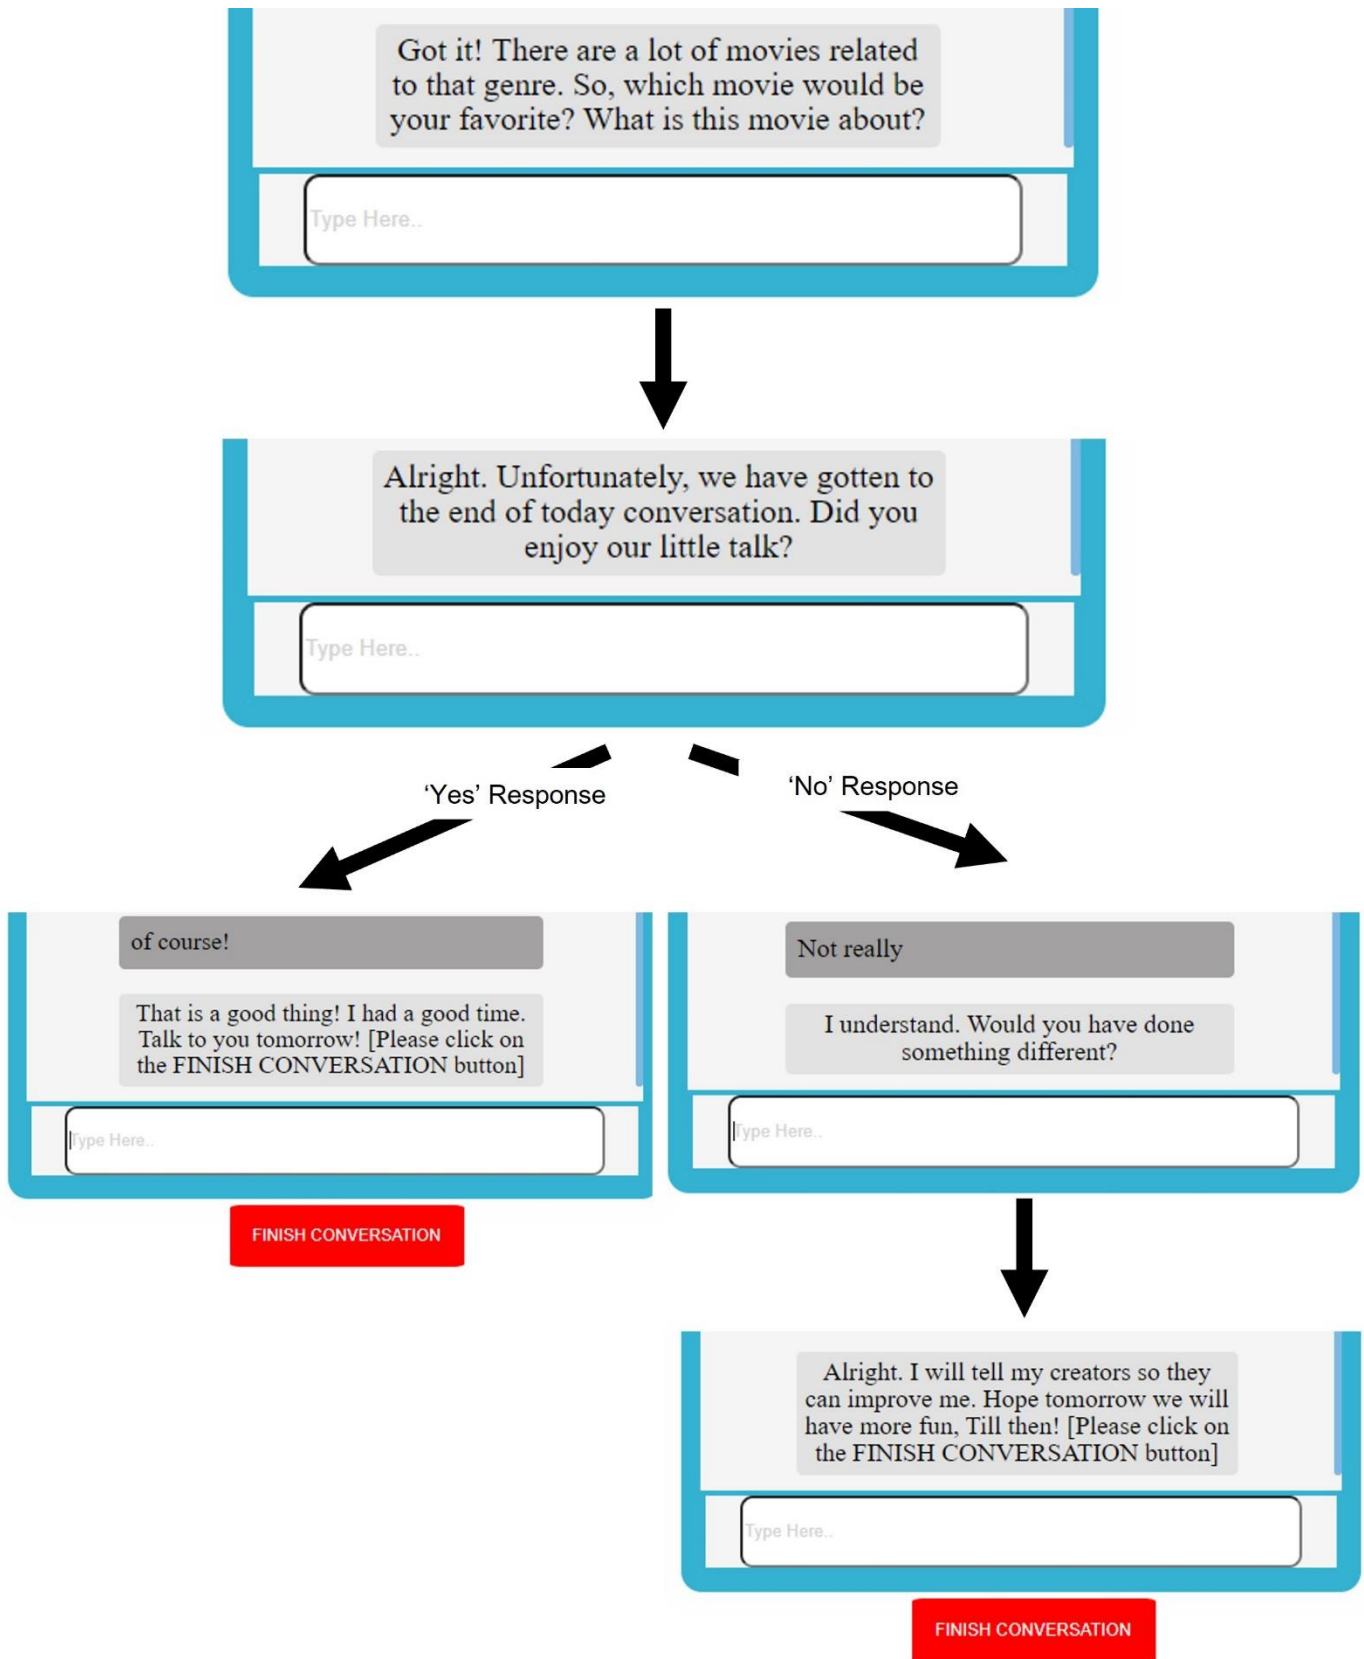 Got it! There are a lot of movies related
to that genre. So, which movie would be
your favorite? What is this movie about?
Type Here..
Alright. Unfortunately, we have gotten to
the end of today conversation. Did you
enjoy our little talk?
Type Here..
‘Yes’ Response
‘No’ Response
of course!
That is a good thing! I had a good time.
Talk to you tomorrow! [Please click on
the FINISH CONVERSATION button]
Type Here..
FINISH CONVERSATION
Not really
I understand. Would you have done
something different?
Type Here..
Alright. I will tell my creators so they
can improve me. Hope tomorrow we will
have more fun, Till then! [Please click on
the FINISH CONVERSATION button]
Type Here..
FINISH CONVERSATION